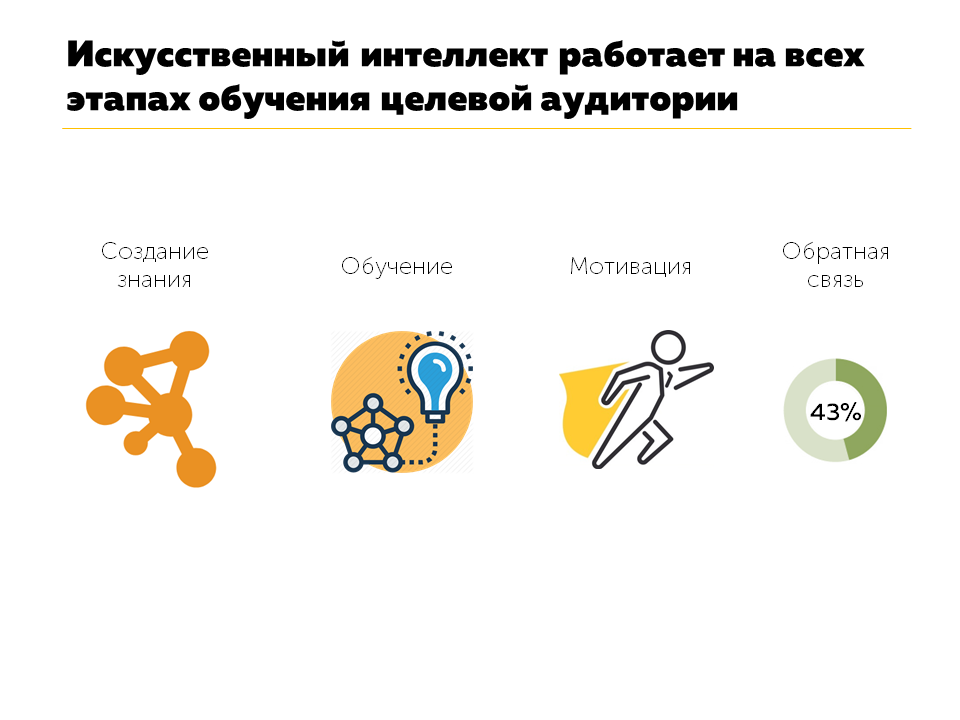 Искусственный интеллект работает на всех
этапах обучения целевой аудитории
Создание
знания
Обучение
Мотивация
Обратная
связь
43%